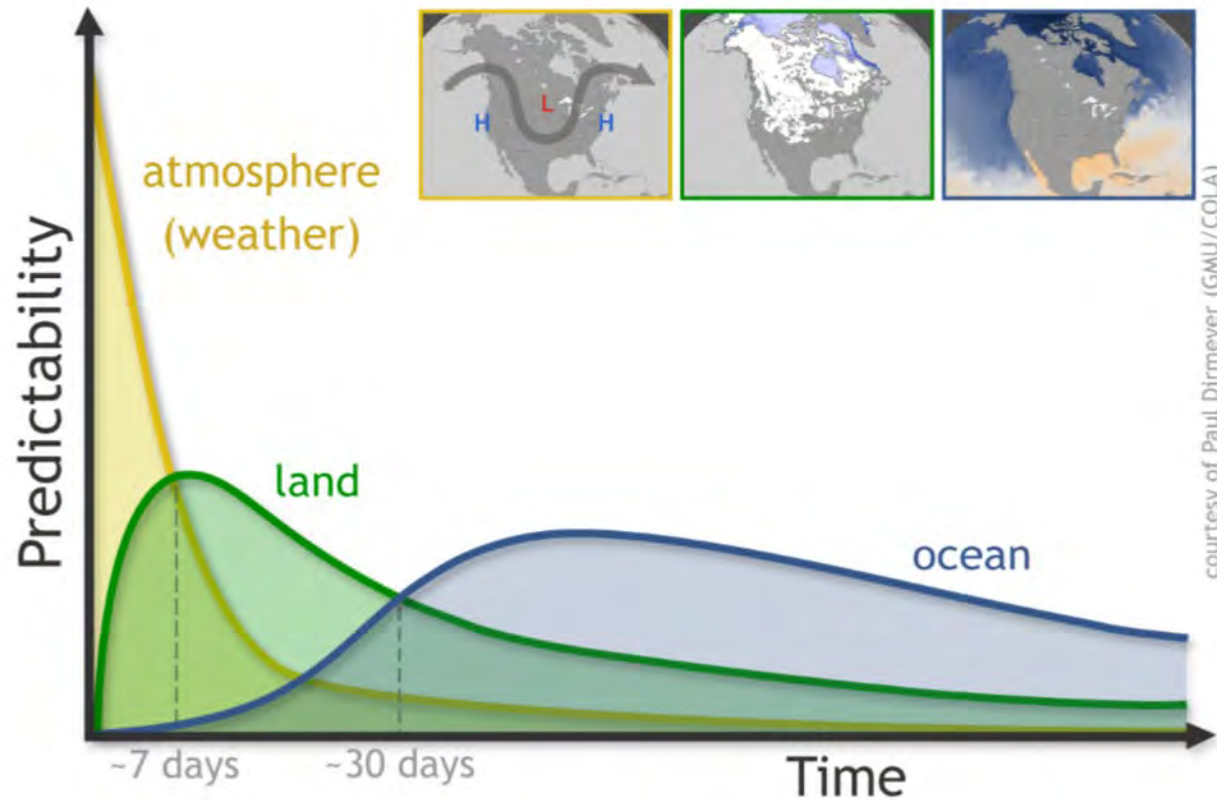 H
L
H
atmosphere
(weather)
land
ocean
Predictability
~7 days
~30 days
Time
courtesy of Paul Dirmeyer (GMU/COLA)